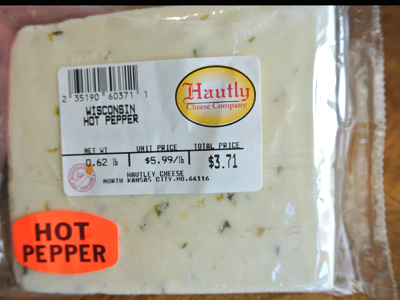 2 35190 60371 1
WISCONSIN
HOT PEPPER
Hautly
Cheese Company
NET WT UNIT PRICE TOTAL PRICE
0.62 lb $5.99/lb $3.71
HAUTLEY CHEESE
NORTH KANSAS CITY.MO.64116
HOT
PEPPER